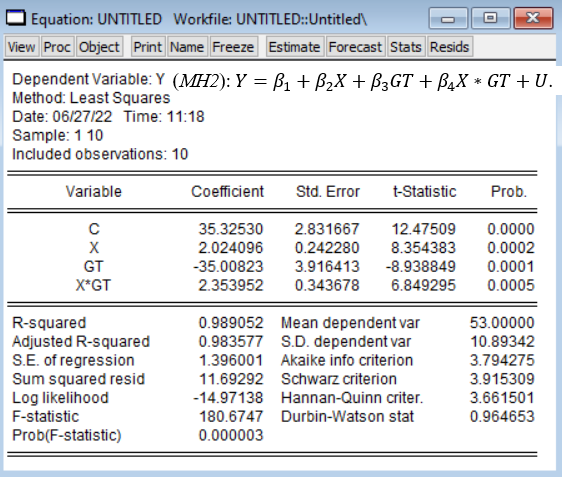 Equation: UNTITLED Workfile: UNTITLED::Untitled\
View Proc Object Print Name Freeze Estimate Forecast Stats Resids
Dependent Variable: Y (MH2): Y = β₁ + β₂X + β₃GT + β₄X * GT + U.
Method: Least Squares
Date: 06/27/22 Time: 11:18
Sample: 1 10
Included observations: 10
Variable Coefficient Std. Error t-Statistic Prob.
C 35.32530 2.831667 12.47509 0.0000
X 2.024096 0.242280 8.354383 0.0002
GT -35.00823 3.916413 -8.938849 0.0001
X*GT 2.353952 0.343678 6.849295 0.0005
R-squared 0.989052 Mean dependent var 53.00000
Adjusted R-squared 0.983577 S.D. dependent var 10.89342
S.E. of regression 1.396001 Akaike info criterion 3.794275
Sum squared resid 11.69292 Schwarz criterion 3.915309
Log likelihood -14.97138 Hannan-Quinn criter. 3.661501
F-statistic 180.6747 Durbin-Watson stat 0.964653
Prob(F-statistic) 0.000003